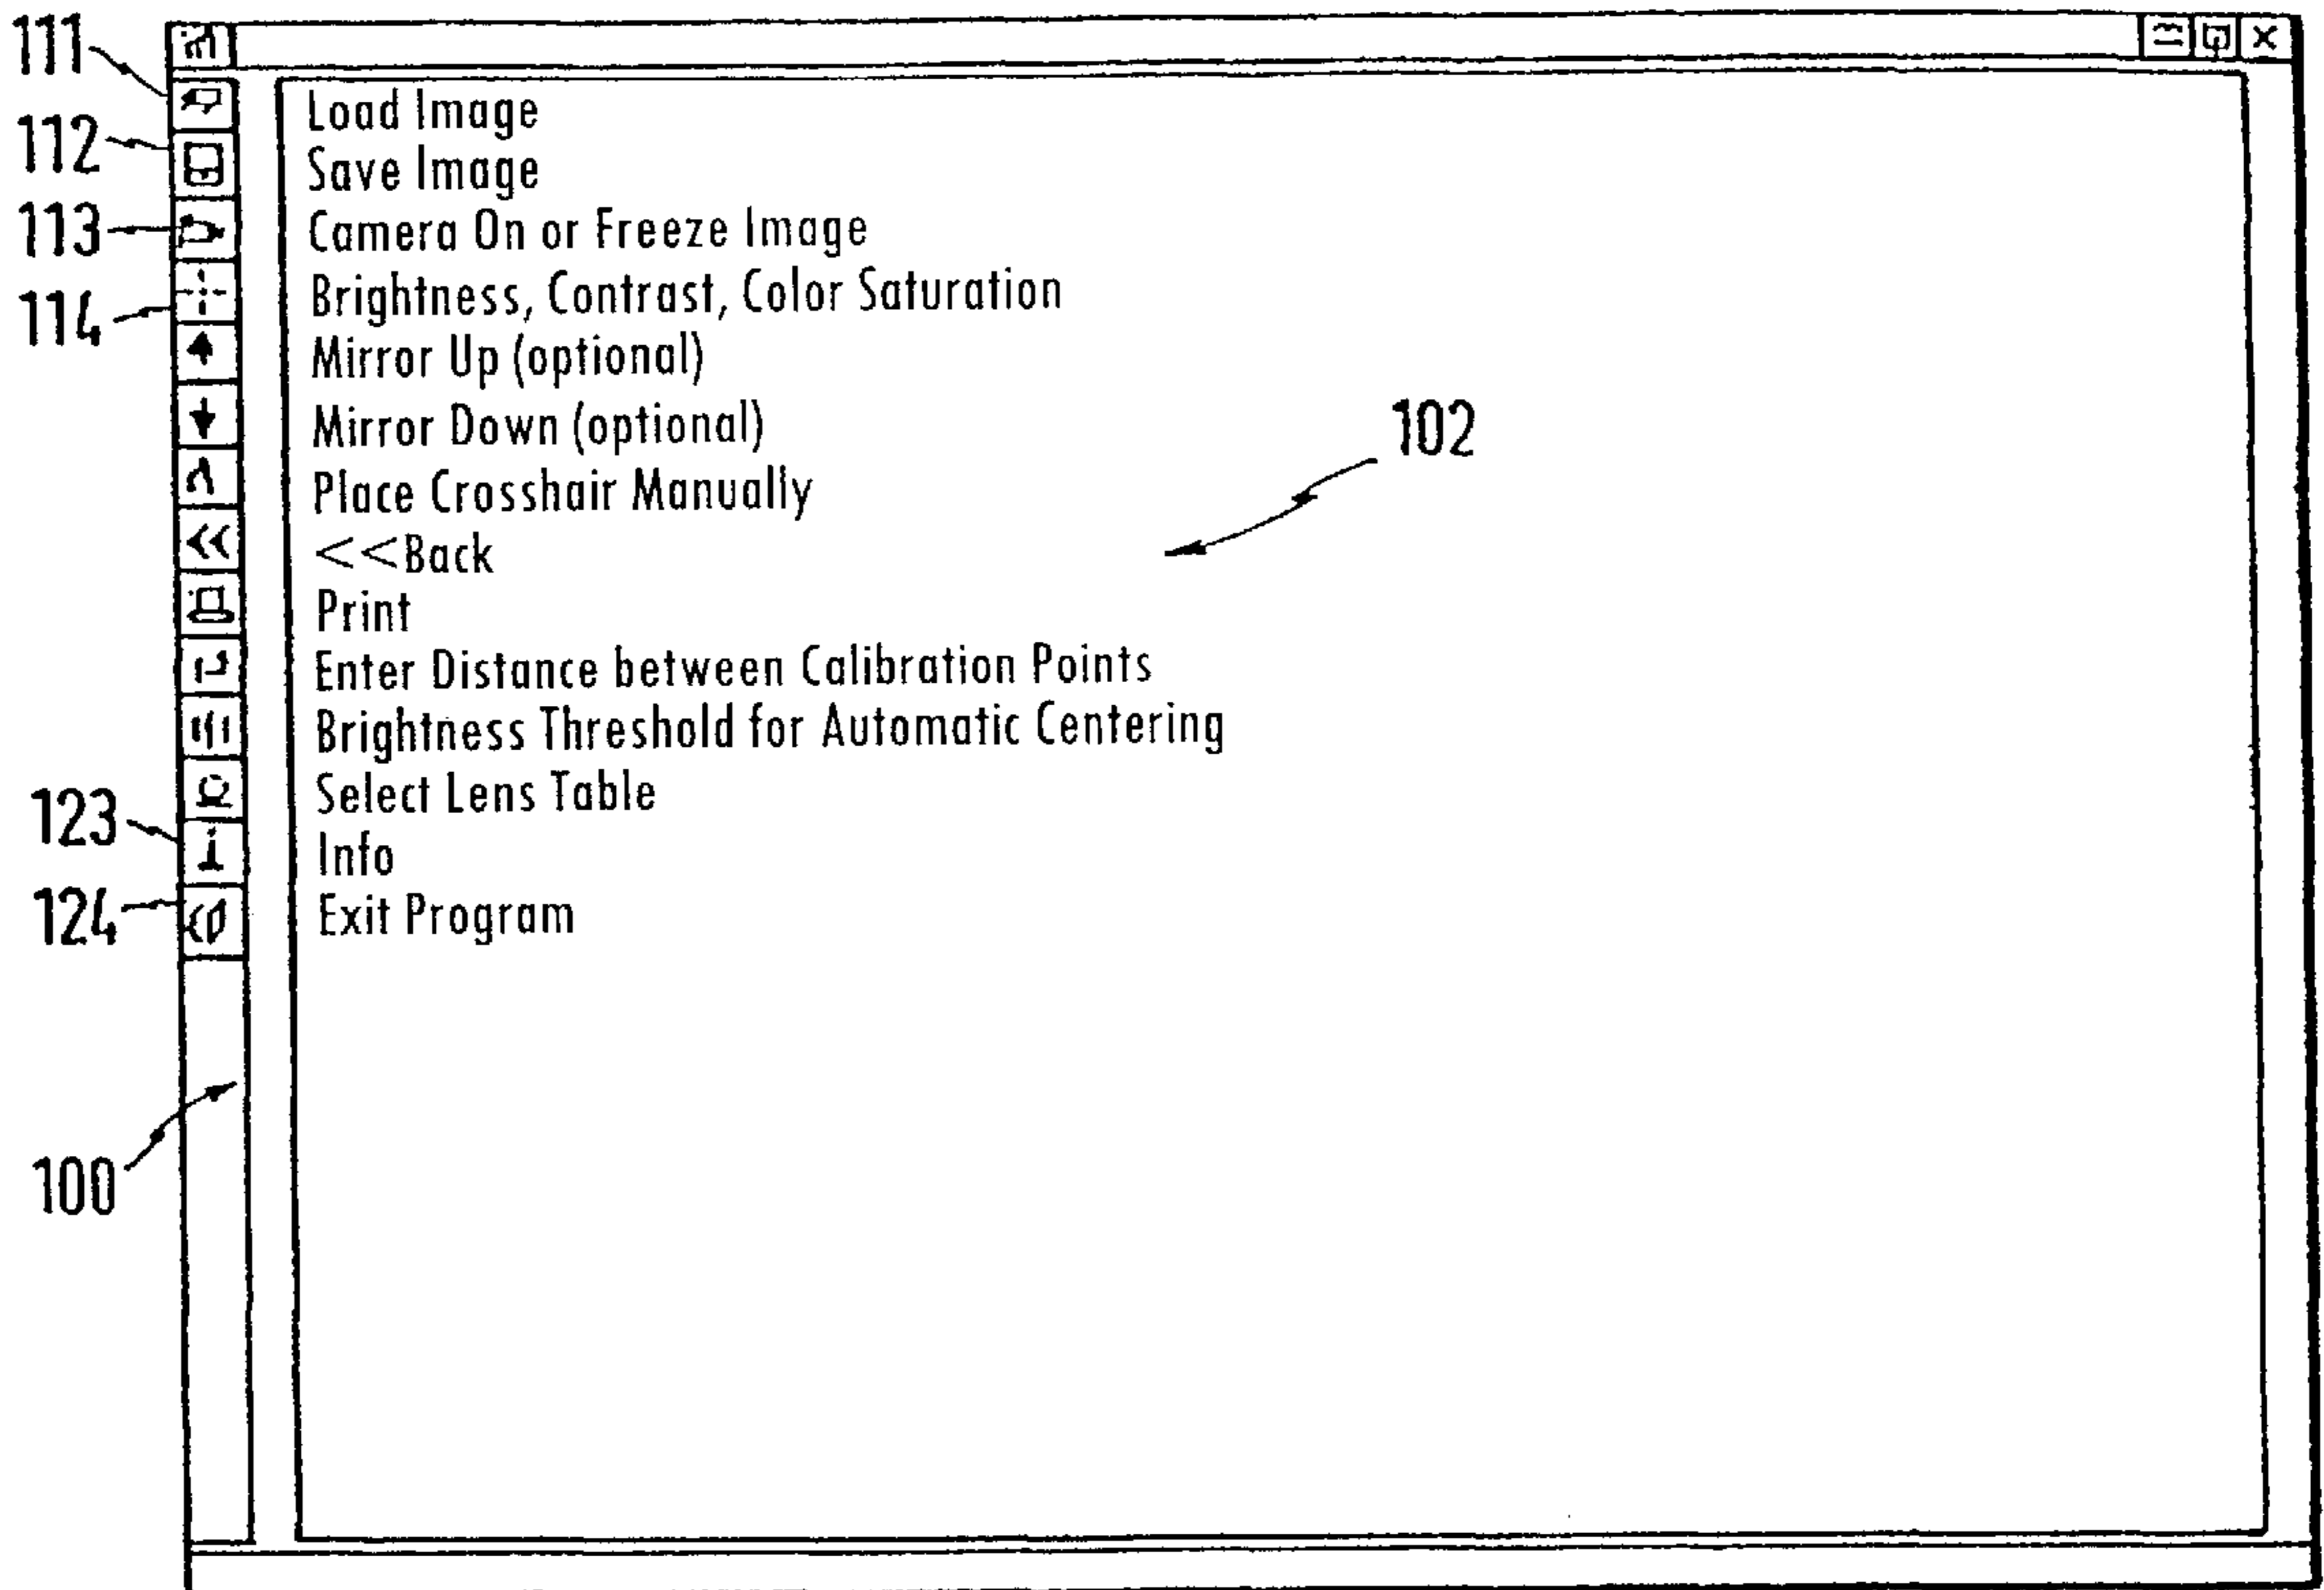 111
Load Image
112
Save Image
113
Camera On or Freeze Image
114
Brightness, Contrast, Color Saturation
Mirror Up (optional)
Mirror Down (optional)
102
Place Crosshair Manually
<<Back
Print
Enter Distance between Calibration Points
Brightness Threshold for Automatic Centering
Select Lens Table
123
Info
124
Exit Program
100